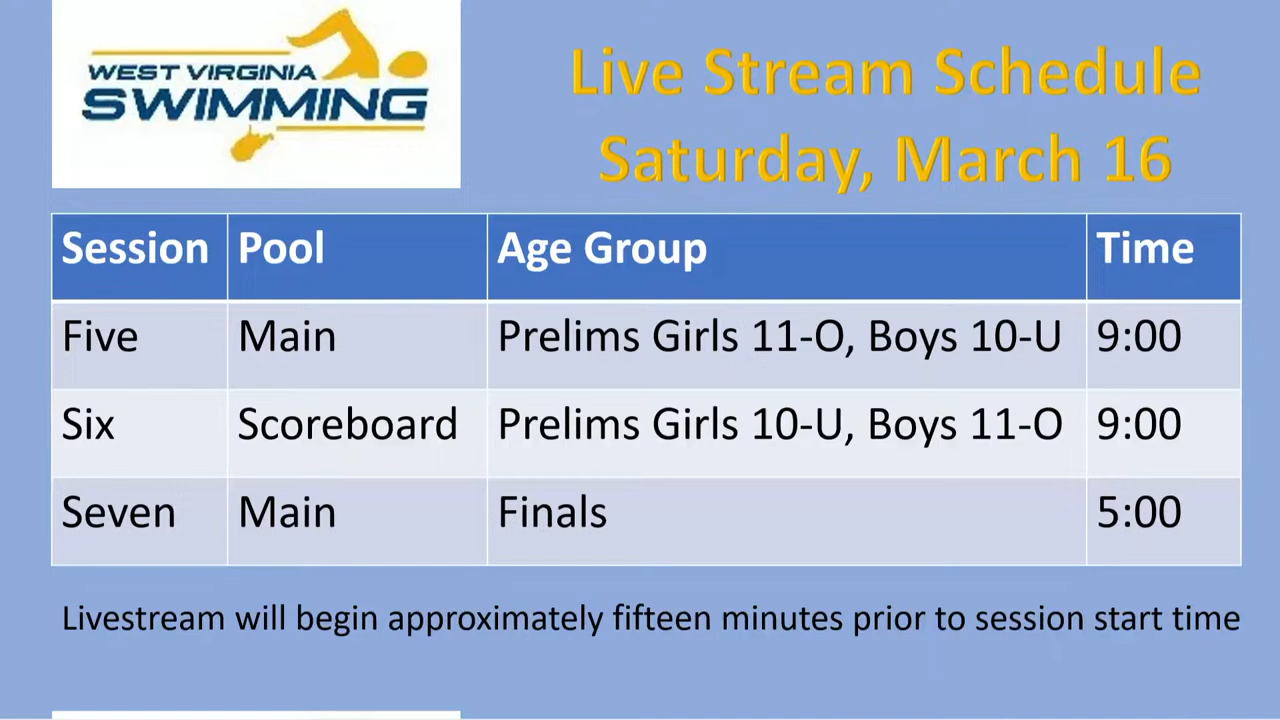 WEST VIRGINIA
SWIMMING
Live Stream Schedule
Saturday, March 16
Session Pool Age Group Time
Five Main Prelims Girls 11-O, Boys 10-U 9:00
Six Scoreboard Prelims Girls 10-U, Boys 11-O 9:00
Seven Main Finals 5:00
Livestream will begin approximately fifteen minutes prior to session start time